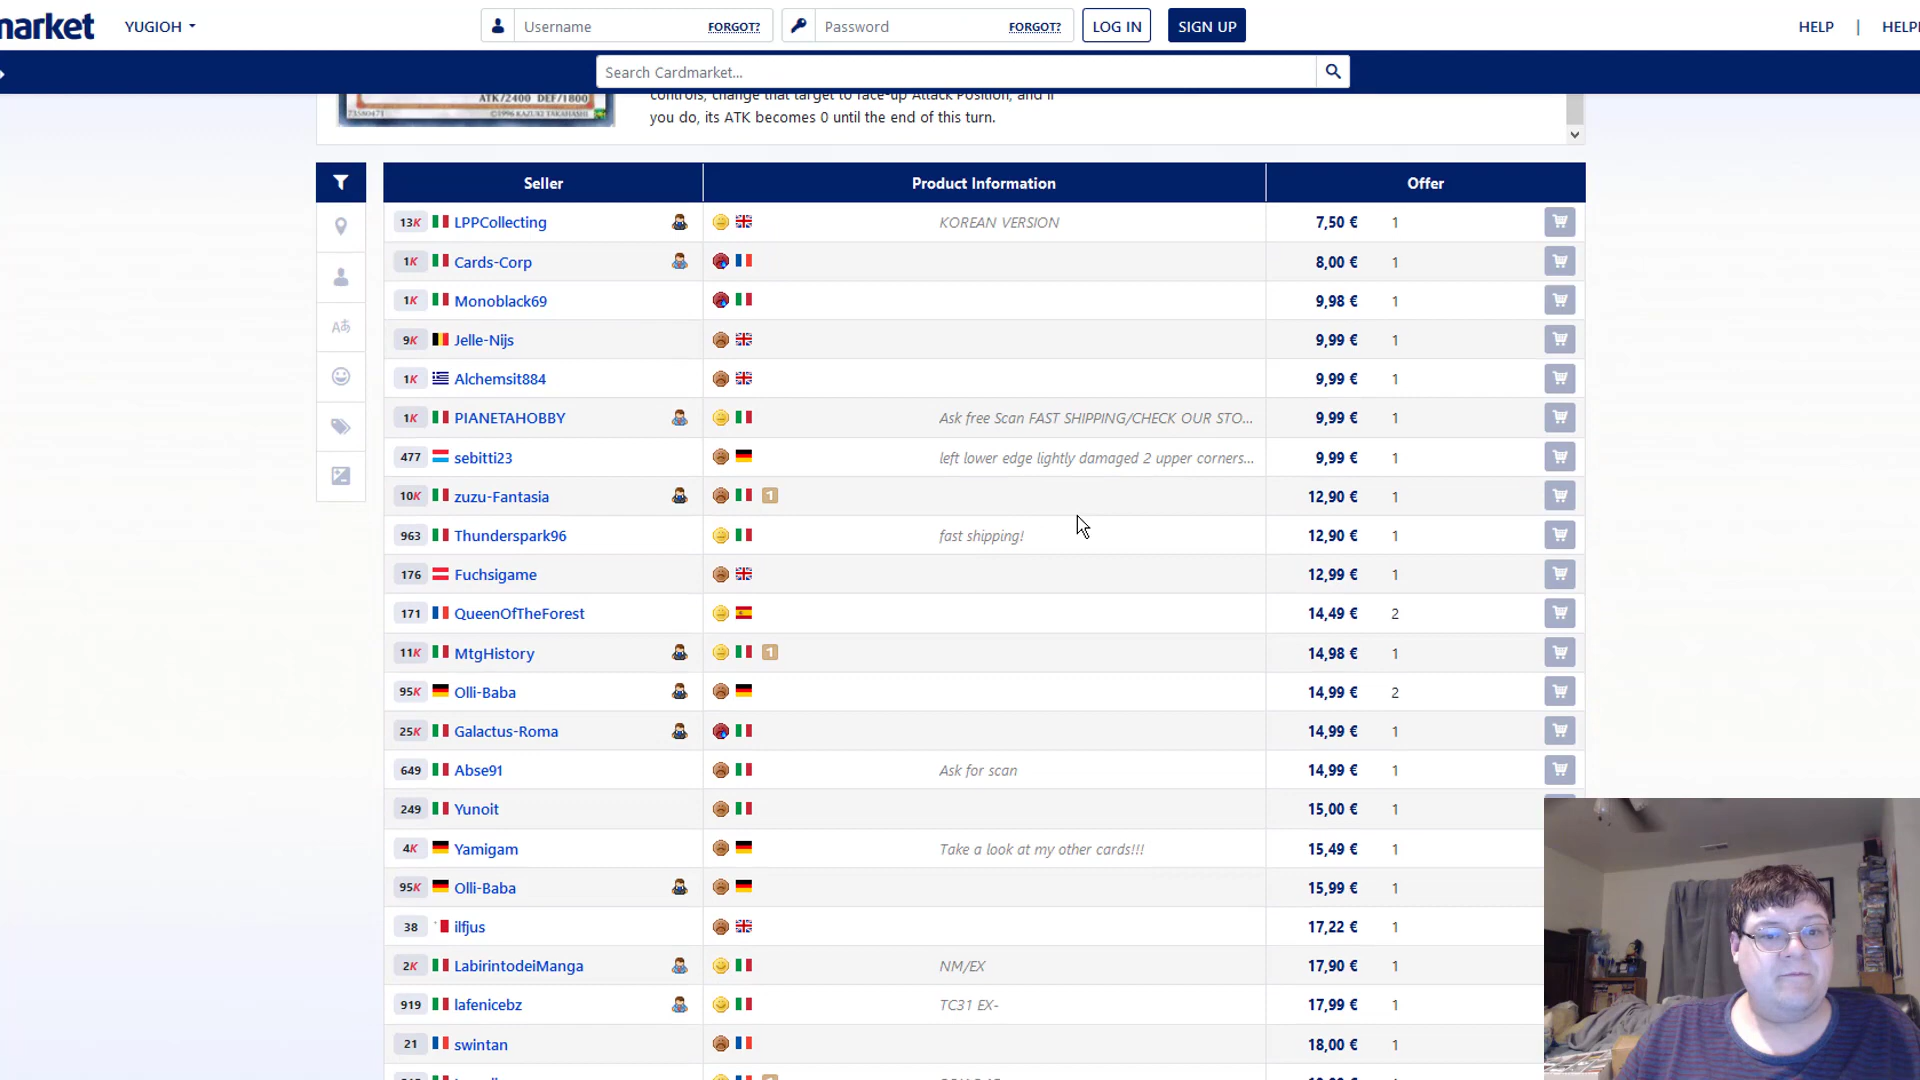 market YUGIOH Username FORGOT? Password FORGOT? LOG IN SIGN UP HELP | HELP
Search Cardmarket...
ATK/2400 DEF/1800
73580471 ©1996 KAZUKI TAKAHASHI
controls, change that target to face-up Attack Position, and if
you do, its ATK becomes 0 until the end of this turn.
Seller Product Information Offer
13K LPPCollecting KOREAN VERSION 7,50 € 1
1K Cards-Corp 8,00 € 1
1K Monoblack69 9,98 € 1
9K Jelle-Nijs 9,99 € 1
1K Alchemsit884 9,99 € 1
1K PIANETAHOBBY Ask free Scan FAST SHIPPING/CHECK OUR STO... 9,99 € 1
477 sebitti23 left lower edge lightly damaged 2 upper corners... 9,99 € 1
10K zuzu-Fantasia 1 12,90 € 1
963 Thunderspark96 fast shipping! 12,90 € 1
176 Fuchsigame 12,99 € 1
171 QueenOfTheForest 14,49 € 2
11K MtgHistory 1 14,98 € 1
95K Olli-Baba 14,99 € 2
25K Galactus-Roma 14,99 € 1
649 Abse91 Ask for scan 14,99 € 1
249 Yunoit 15,00 € 1
4K Yamigam Take a look at my other cards!!! 15,49 € 1
95K Olli-Baba 15,99 € 1
38 ilfjus 17,22 € 1
2K LabirintodeiManga NM/EX 17,90 € 1
919 lafenicebz TC31 EX- 17,99 € 1
21 swintan 18,00 € 1